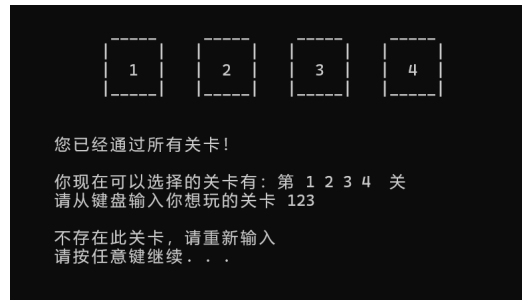 1 2 3 4
您已经通过所有关卡!
你现在可以选择的关卡有: 第 1 2 3 4 关
请从键盘输入你想玩的关卡 123
不存在此关卡, 请重新输入
请按任意键继续. . .